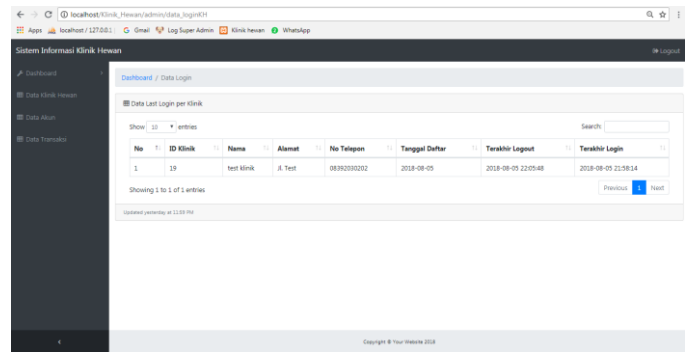 localhost/Klinik_Hewan/admin/data_loginKH
Apps localhost / 127.0.0.1 Gmail Log Super Admin Klinik hewan WhatsApp
Sistem Informasi Klinik Hewan
Logout
Dashboard
Data Klinik Hewan
Data Akun
Data Transaksi
Dashboard / Data Login
Data Last Login per Klinik
Show 10 entries
Search:
No ID Klinik Nama Alamat No Telepon Tanggal Daftar Terakhir Logout Terakhir Login
1 19 test klinik Jl. Test 08392030202 2018-08-05 2018-08-05 22:05:48 2018-08-05 21:58:14
Showing 1 to 1 of 1 entries
Previous 1 Next
Updated yesterday at 11:59 PM
Copyright © Your Website 2018